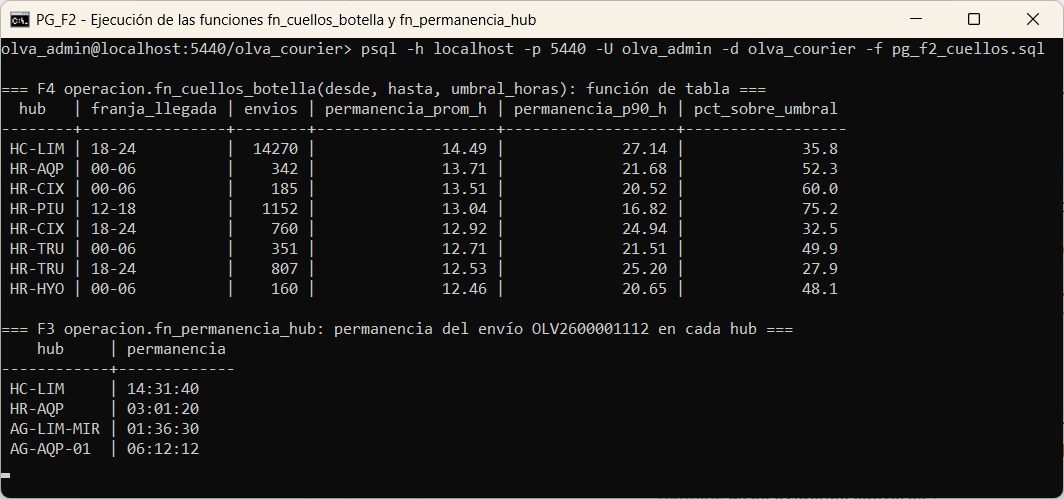 PG_F2 - Ejecución de las funciones fn_cuellos_botella y fn_permanencia_hub
olva_admin@localhost:5440/olva_courier> psql -h localhost -p 5440 -U olva_admin -d olva_courier -f pg_f2_cuellos.sql
=== F4 operacion.fn_cuellos_botella(desde, hasta, umbral_horas): función de tabla ===
  hub   | franja_llegada | envios | permanencia_prom_h | permanencia_p90_h | pct_sobre_umbral
--------+----------------+--------+--------------------+-------------------+------------------
 HC-LIM | 18-24          |  14270 |              14.49 |             27.14 |             35.8
 HR-AQP | 00-06          |    342 |              13.71 |             21.68 |             52.3
 HR-CIX | 00-06          |    185 |              13.51 |             20.52 |             60.0
 HR-PIU | 12-18          |   1152 |              13.04 |             16.82 |             75.2
 HR-CIX | 18-24          |    760 |              12.92 |             24.94 |             32.5
 HR-TRU | 00-06          |    351 |              12.71 |             21.51 |             49.9
 HR-TRU | 18-24          |    807 |              12.53 |             25.20 |             27.9
 HR-HYO | 00-06          |    160 |              12.46 |             20.65 |             48.1
=== F3 operacion.fn_permanencia_hub: permanencia del envío OLV2600001112 en cada hub ===
    hub     | permanencia
------------+-------------
 HC-LIM     | 14:31:40
 HR-AQP     | 03:01:20
 AG-LIM-MIR | 01:36:30
 AG-AQP-01  | 06:12:12